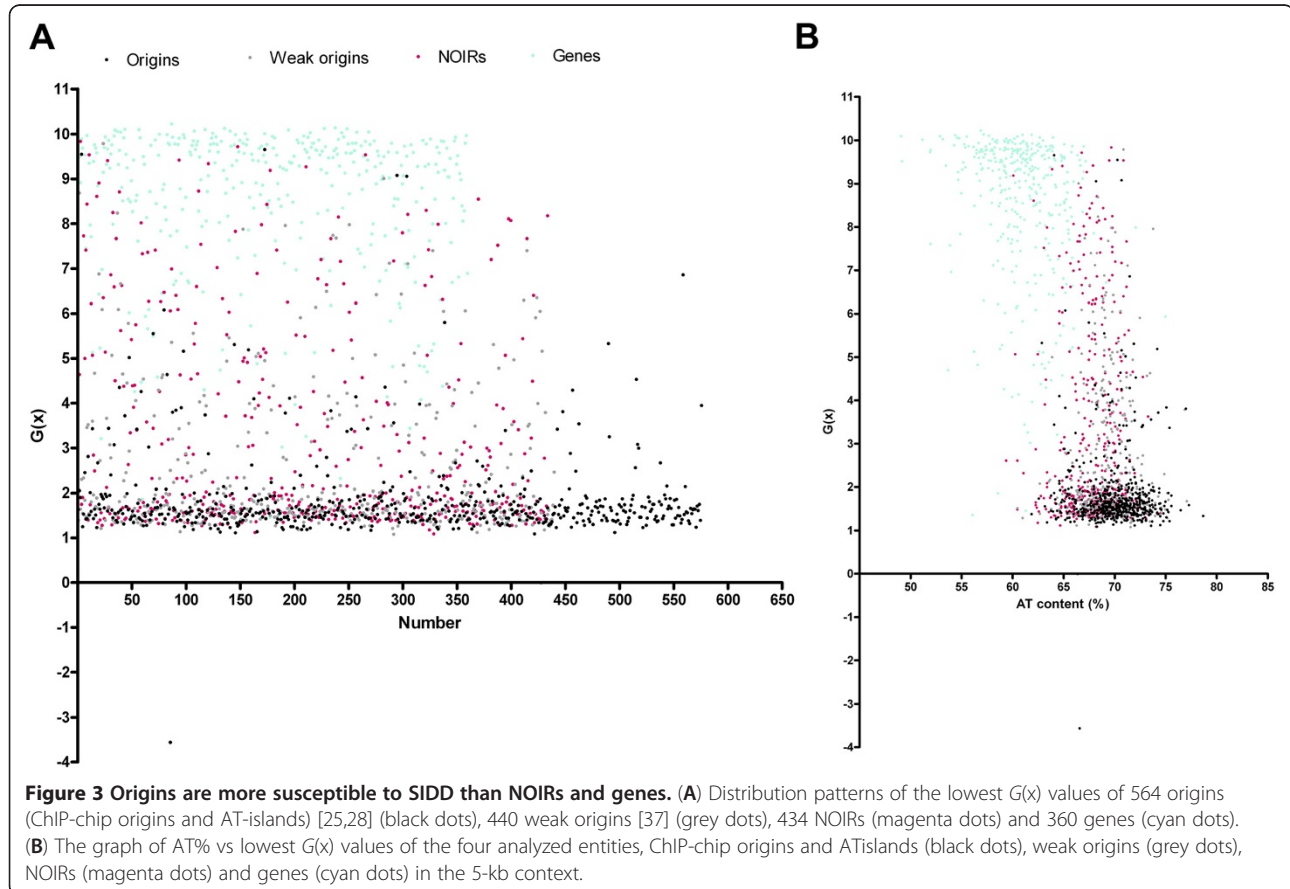 A
B
Origins Weak origins NOIRs Genes
11
10
9
8
7
6
5
4
3
2
1
0
-1
-2
-3
-4
G(x)
50 100 150 200 250 300 350 400 450 500 550 600 650
Number
11
10
9
8
7
6
5
4
3
2
1
0
-1
-2
-3
-4
G(x)
50 55 60 65 70 75 80 85
AT content (%)
Figure 3 Origins are more susceptible to SIDD than NOIRs and genes. (A) Distribution patterns of the lowest G(x) values of 564 origins
(ChIP-chip origins and AT-islands) [25,28] (black dots), 440 weak origins [37] (grey dots), 434 NOIRs (magenta dots) and 360 genes (cyan dots).
(B) The graph of AT% vs lowest G(x) values of the four analyzed entities, ChIP-chip origins and ATislands (black dots), weak origins (grey dots),
NOIRs (magenta dots) and genes (cyan dots) in the 5-kb context.